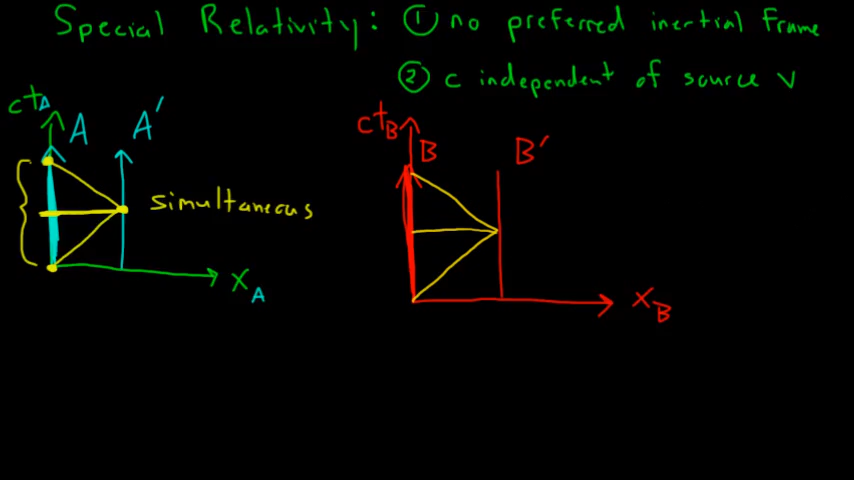 Special Relativity: ① no preferred inertial frame
② c independent of source v
ctA
A
A'
simultaneous
xA
ctB
B
B'
xB